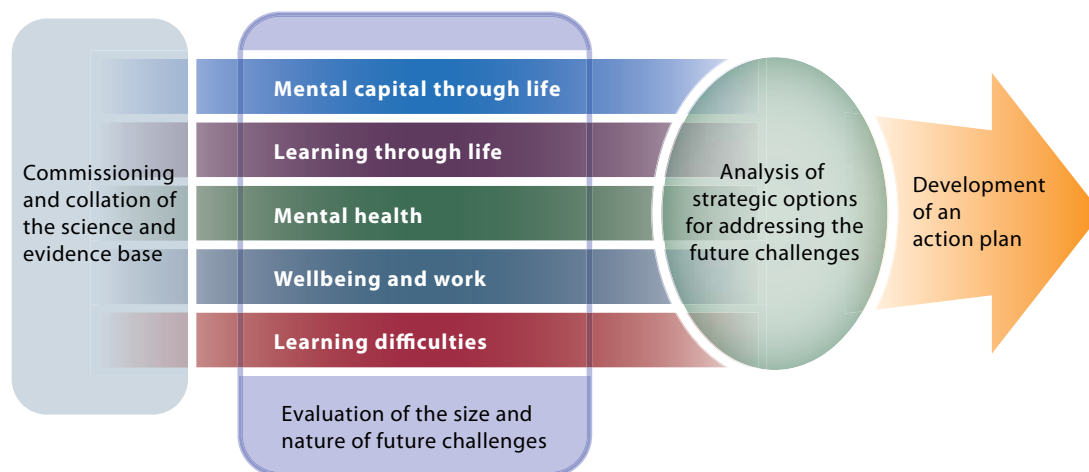 Commissioning
and collation of
the science and
evidence base
Mental capital through life
Learning through life
Mental health
Wellbeing and work
Learning difficulties
Evaluation of the size and
nature of future challenges
Analysis of
strategic options
for addressing the
future challenges
Development
of an
action plan